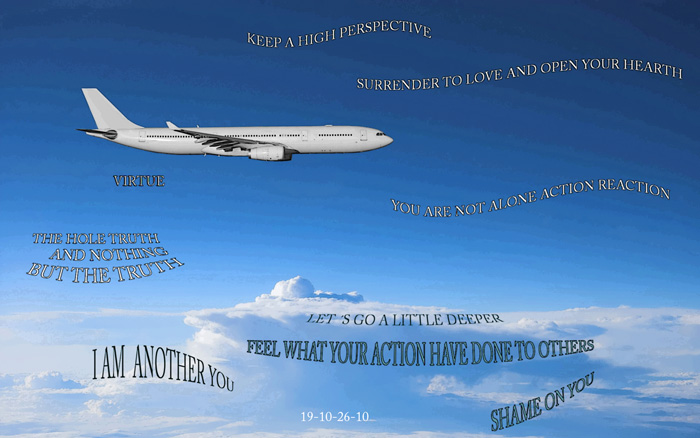 KEEP A HIGH PERSPECTIVE
SURRENDER TO LOVE AND OPEN YOUR HEARTH
VIRTUE
YOU ARE NOT ALONE ACTION REACTION
THE HOLE TRUTH
AND NOTHING
BUT THE TRUTH
LET´S GO A LITTLE DEEPER
FEEL WHAT YOUR ACTION HAVE DONE TO OTHERS
I AM ANOTHER YOU
SHAME ON YOU
19-10-26-10...